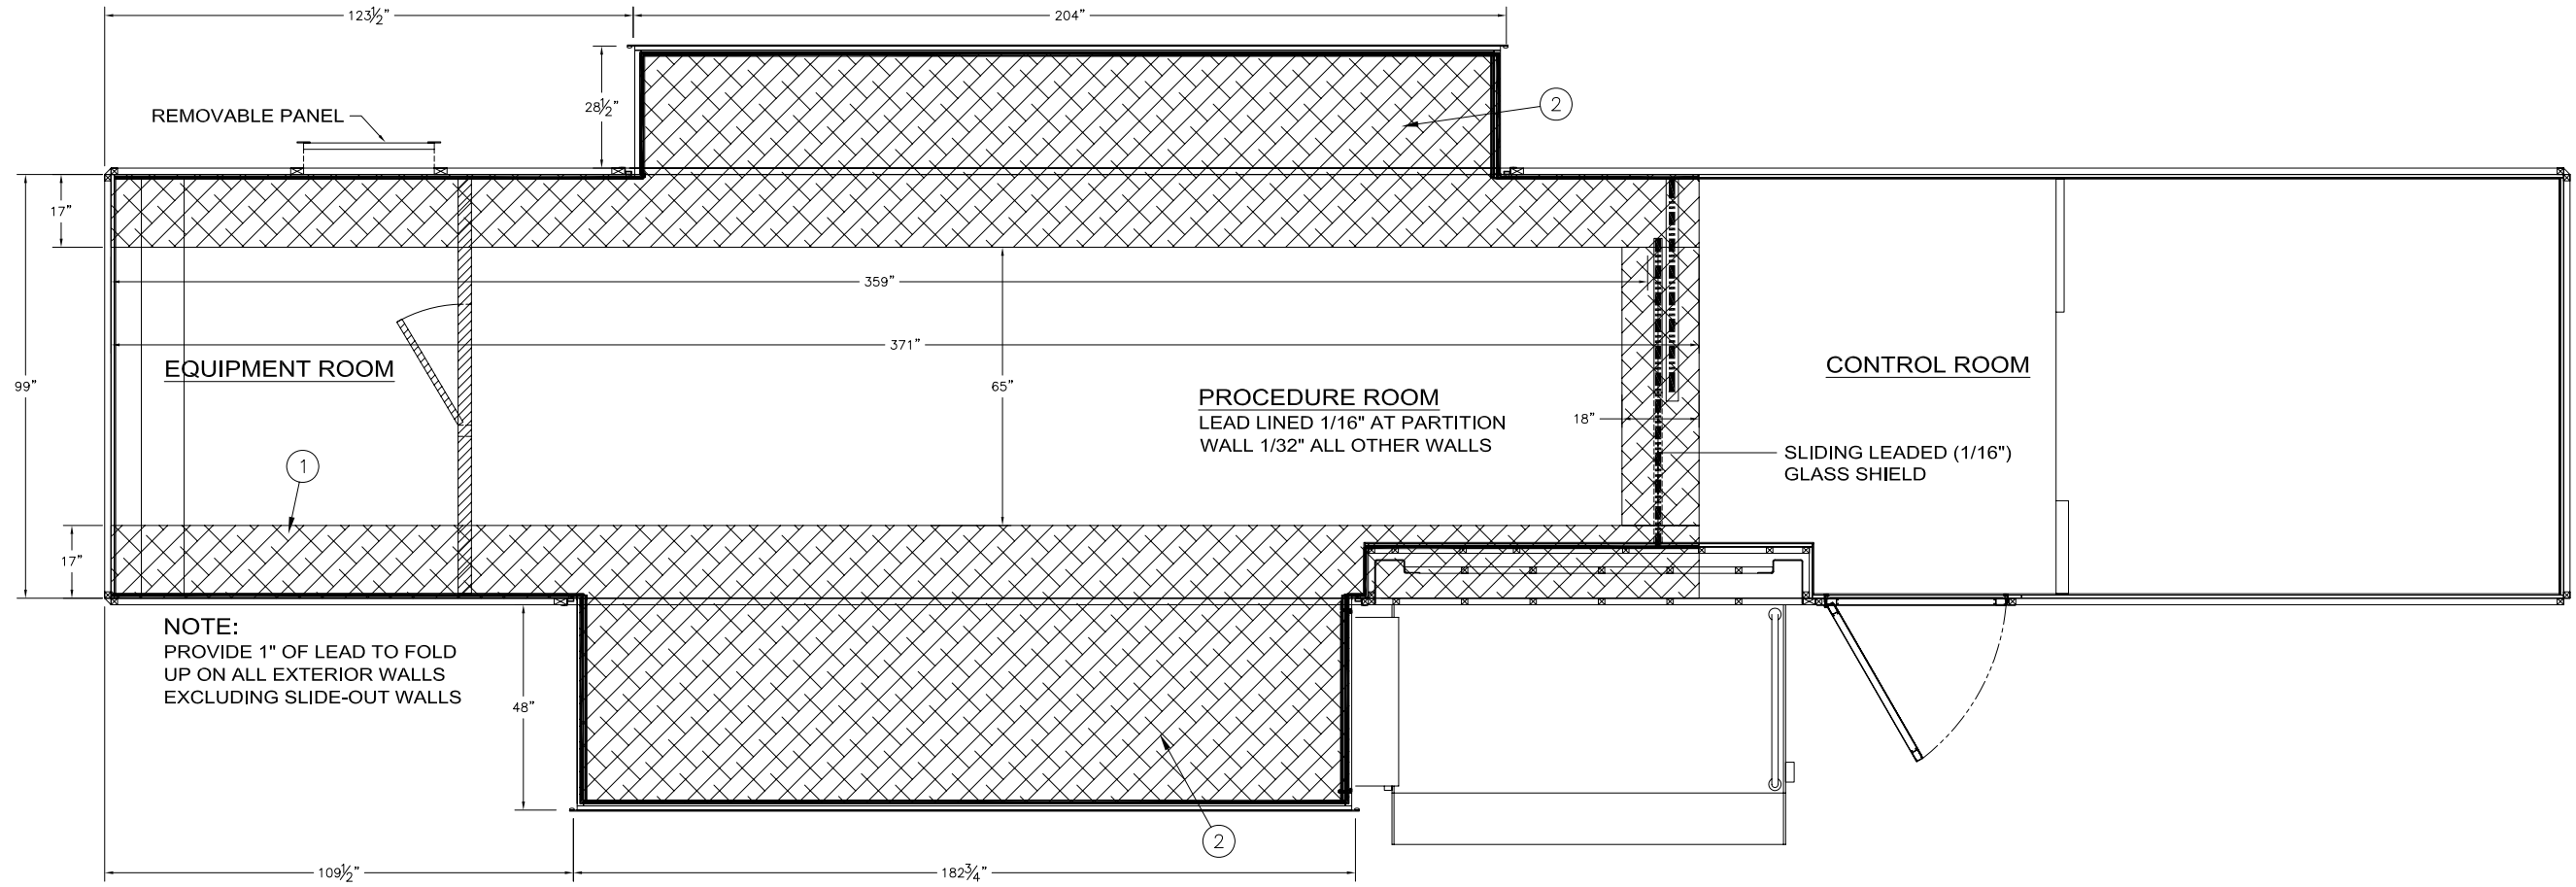 123½"
204"
28½"
2
REMOVABLE PANEL
17"
359"
371"
99"
EQUIPMENT ROOM
65"
PROCEDURE ROOM
LEAD LINED 1/16" AT PARTITION
WALL 1/32" ALL OTHER WALLS
18"
CONTROL ROOM
SLIDING LEADED (1/16")
GLASS SHIELD
1
17"
NOTE:
PROVIDE 1" OF LEAD TO FOLD
UP ON ALL EXTERIOR WALLS
EXCLUDING SLIDE-OUT WALLS
48"
2
109½"
182¾"